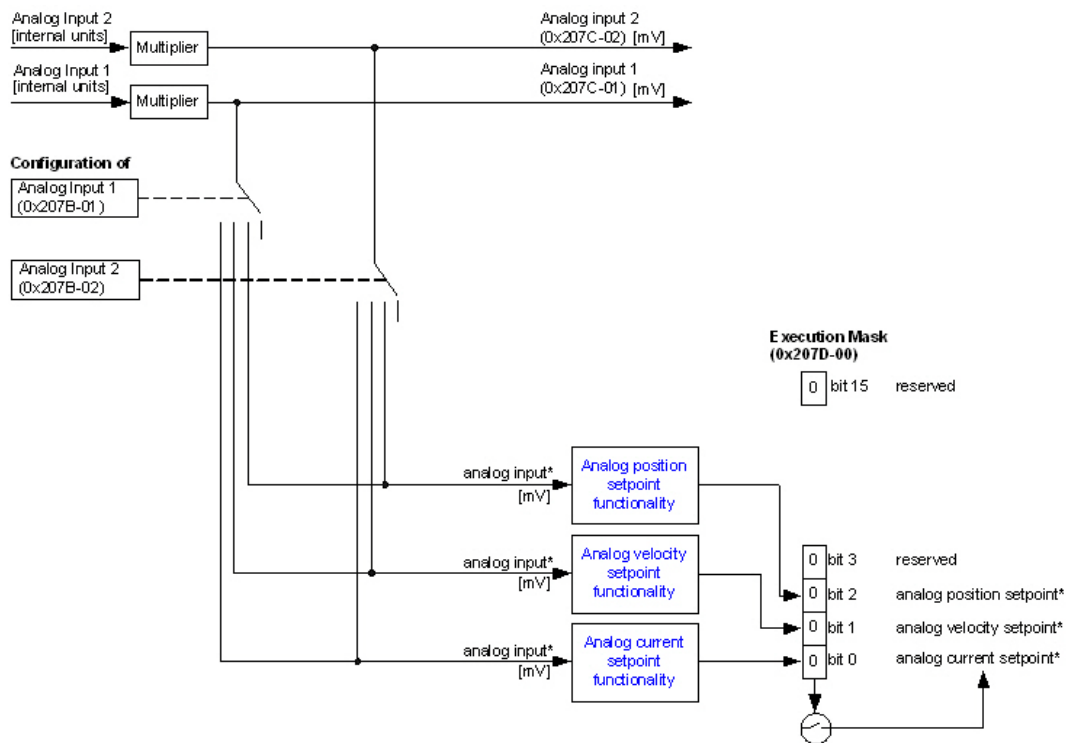 Analog Input 2
[internal units]
Multiplier
Analog input 2
(0x207C-02) [mV]
Analog Input 1
[internal units]
Multiplier
Analog input 1
(0x207C-01) [mV]
Configuration of
Analog Input 1
(0x207B-01)
Analog Input 2
(0x207B-02)
Execution Mask
(0x207D-00)
0 bit 15 reserved
analog input*
[mV]
Analog position
setpoint
functionality
analog input*
[mV]
Analog velocity
setpoint
functionality
0 bit 3 reserved
0 bit 2 analog position setpoint*
0 bit 1 analog velocity setpoint*
analog input*
[mV]
Analog current
setpoint
functionality
0 bit 0 analog current setpoint*